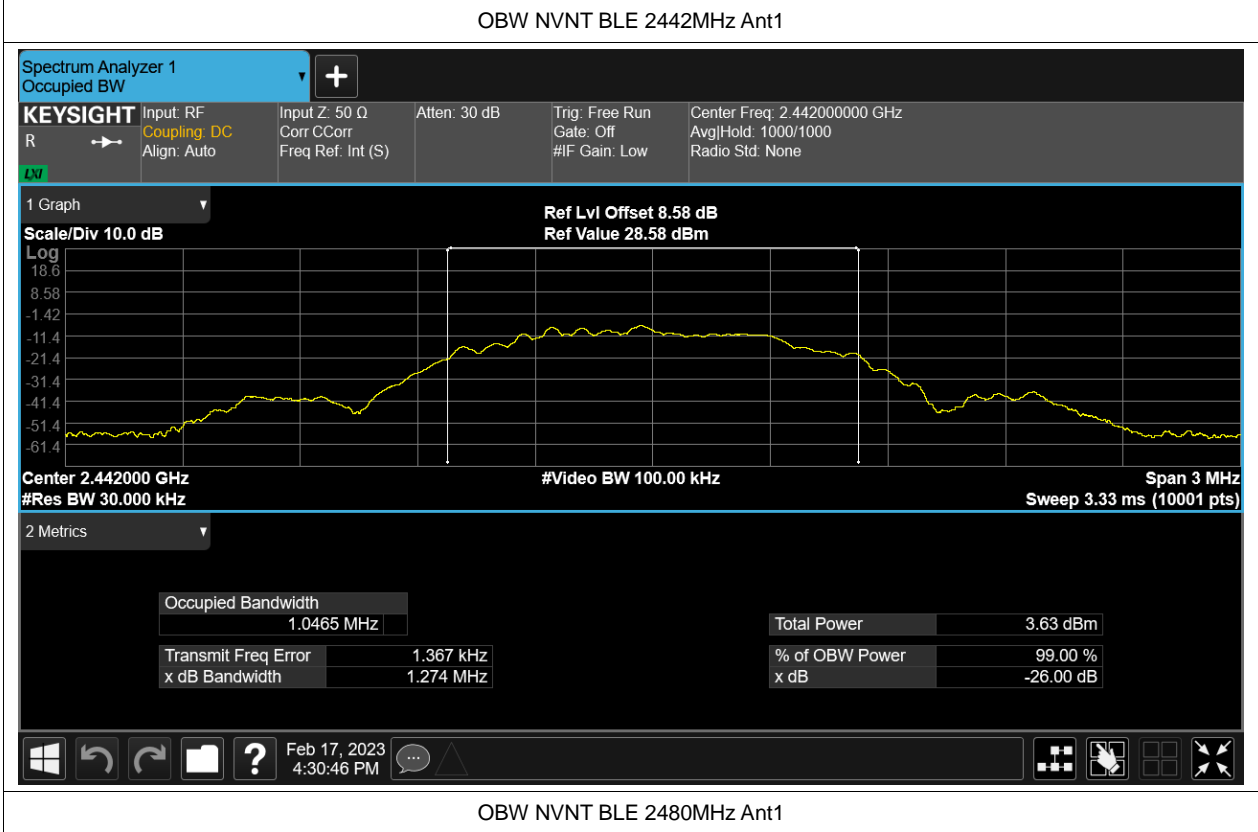 OBW NVNT BLE 2442MHz Ant1
Spectrum Analyzer 1
Occupied BW
KEYSIGHT
R
LXI
Input: RF
Coupling: DC
Align: Auto
Input Z: 50 Ω
Corr CCorr
Freq Ref: Int (S)
Atten: 30 dB
Trig: Free Run
Gate: Off
#IF Gain: Low
Center Freq: 2.442000000 GHz
Avg|Hold: 1000/1000
Radio Std: None
1 Graph
Scale/Div 10.0 dB
Ref Lvl Offset 8.58 dB
Ref Value 28.58 dBm
Log
18.6
8.58
-1.42
-11.4
-21.4
-31.4
-41.4
-51.4
-61.4
Center 2.442000 GHz
#Video BW 100.00 kHz
Span 3 MHz
#Res BW 30.000 kHz
Sweep 3.33 ms (10001 pts)
2 Metrics
Occupied Bandwidth
1.0465 MHz
Total Power 3.63 dBm
Transmit Freq Error 1.367 kHz
% of OBW Power 99.00 %
x dB Bandwidth 1.274 MHz
x dB -26.00 dB
?
Feb 17, 2023
4:30:46 PM
OBW NVNT BLE 2480MHz Ant1